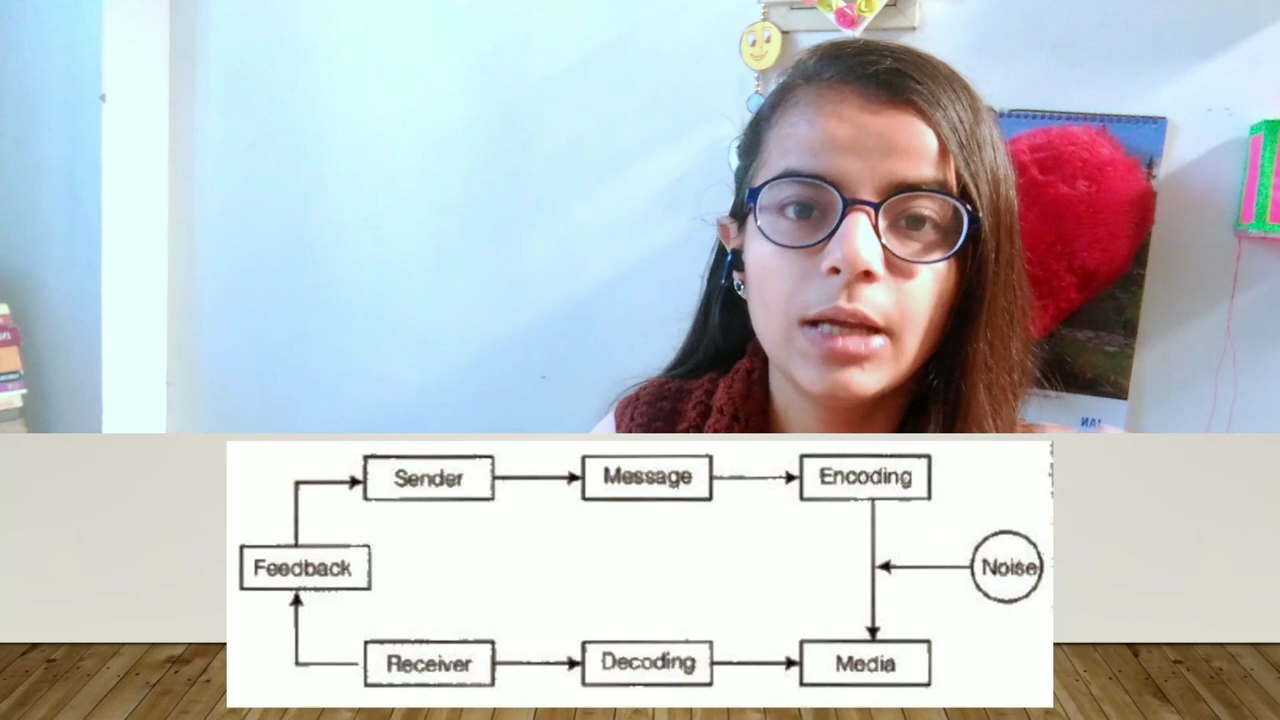 Sender
Message
Encoding
Feedback
Noise
Receiver
Decoding
Media